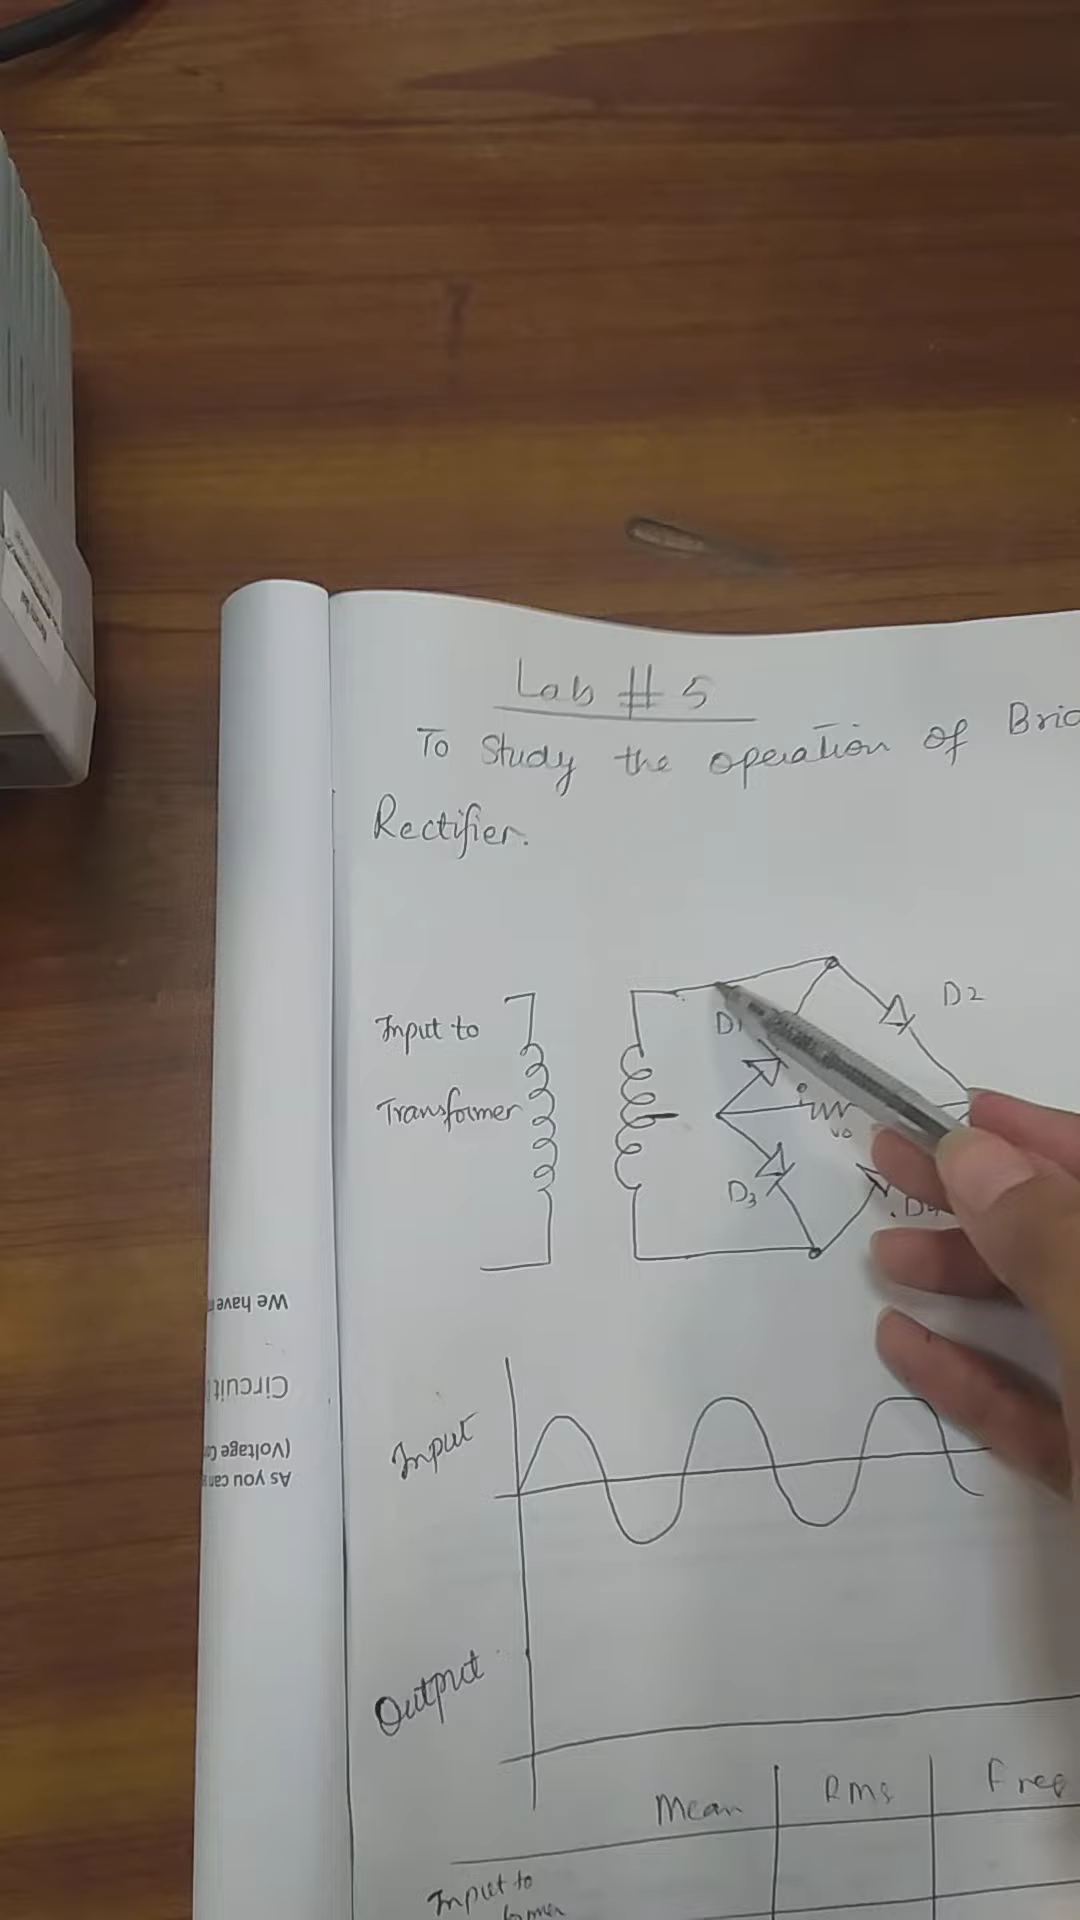 Lab # 5
To Study the operation of
Rectifier.
Input to
Transformer
D1
D2
Vo
D3
Input
Output
Mean
Rms
Freq
Input to
We have
Circuit
(Voltage
As you can